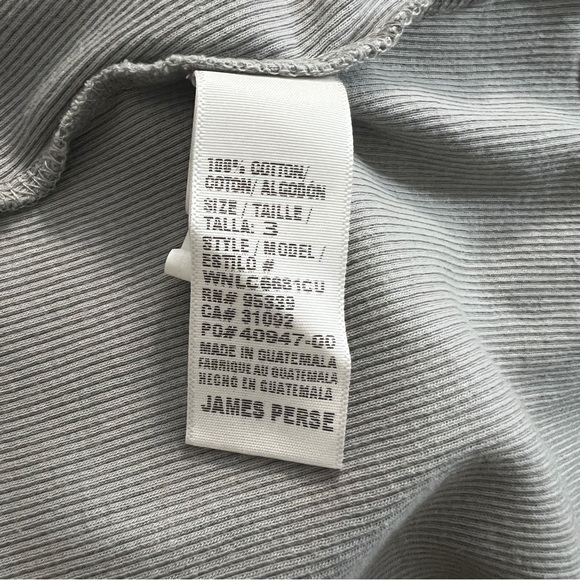 100% COTTON/
COTON/ ALGODÓN
SIZE / TAILLE /
TALLA: 3
STYLE / MODEL /
ESTILO #
WNLC6681CU
RN# 95339
CA# 31092
PO# 40947-00
MADE IN GUATEMALA
FABRIQUE AU GUATEMALA
HECHO EN GUATEMALA
JAMES PERSE